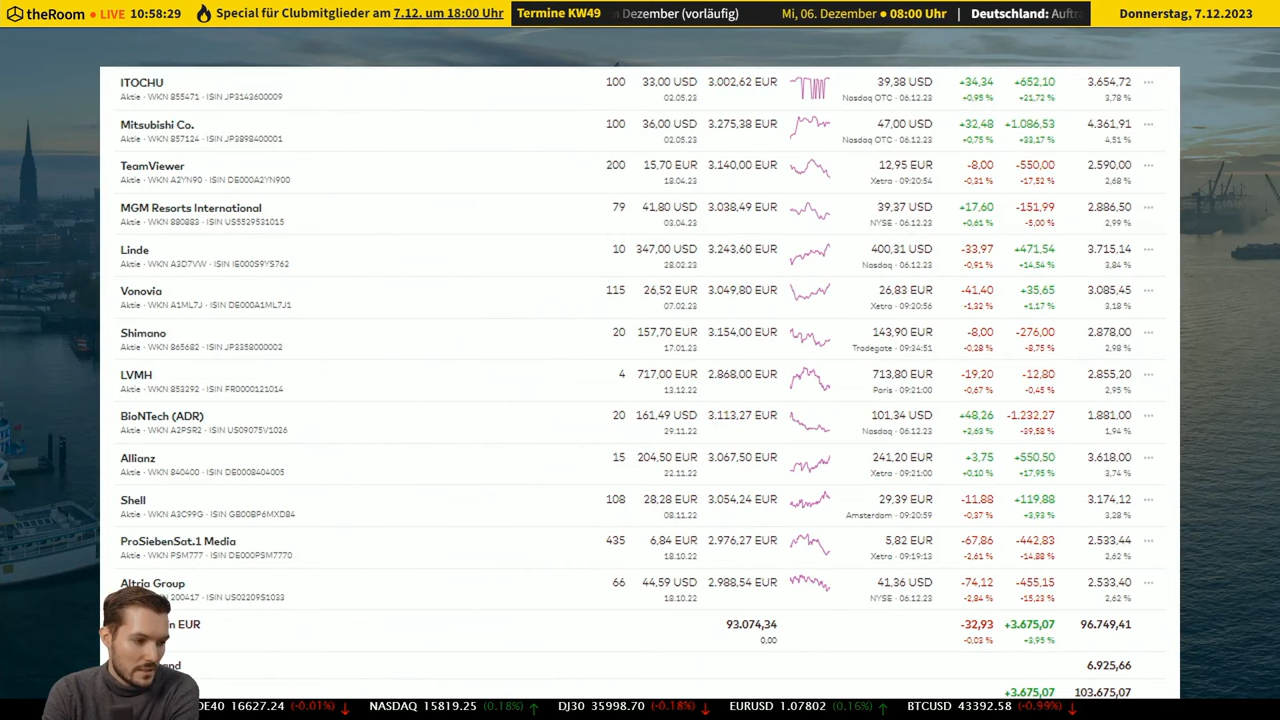 theRoom • LIVE 10:58:29 Special für Clubmitglieder am 7.12. um 18:00 Uhr Termine KW49 Dezember (vorläufig) Mi, 06. Dezember • 08:00 Uhr | Deutschland: Donnerstag, 7.12.2023
ITOCHU 100 33,00 USD 3.002,62 EUR 39,38 USD +34,34 +652,10 3.654,72 ...
Aktie · WKN 855471 · ISIN JP3143600009 02.05.23 Nasdaq OTC · 06.12.23 +0,95 % +21,72 % 3,78 %
Mitsubishi Co. 100 36,00 USD 3.275,38 EUR 47,00 USD +32,48 +1.086,53 4.361,91 ...
Aktie · WKN 857124 · ISIN JP3898400001 02.05.23 Nasdaq OTC · 06.12.23 +0,75 % +33,17 % 4,51 %
TeamViewer 200 15,70 EUR 3.140,00 EUR 12,95 EUR -8,00 -550,00 2.590,00 ...
Aktie · WKN A2YN90 · ISIN DE000A2YN900 18.04.23 Xetra · 09:20:54 -0,31 % -17,52 % 2,68 %
MGM Resorts International 79 41,80 USD 3.038,49 EUR 39,37 USD +17,60 -151,99 2.886,50 ...
Aktie · WKN 880883 · ISIN US5529531015 03.04.23 NYSE · 06.12.23 +0,61 % -5,00 % 2,99 %
Linde 10 347,00 USD 3.243,60 EUR 400,31 USD -33,97 +471,54 3.715,14 ...
Aktie · WKN A3D7VW · ISIN IE000S9YS762 28.02.23 Nasdaq · 06.12.23 -0,91 % +14,54 % 3,84 %
Vonovia 115 26,52 EUR 3.049,80 EUR 26,83 EUR -41,40 +35,65 3.085,45 ...
Aktie · WKN A1ML7J · ISIN DE000A1ML7J1 07.02.23 Xetra · 09:20:56 -1,32 % +1,17 % 3,18 %
Shimano 20 157,70 EUR 3.154,00 EUR 143,90 EUR -8,00 -276,00 2.878,00 ...
Aktie · WKN 865682 · ISIN JP3358000002 17.01.23 Tradegate · 09:34:51 -0,28 % -8,75 % 2,98 %
LVMH 4 717,00 EUR 2.868,00 EUR 713,80 EUR -19,20 -12,80 2.855,20 ...
Aktie · WKN 853292 · ISIN FR0000121014 13.12.22 Paris · 09:21:00 -0,67 % -0,45 % 2,95 %
BioNTech (ADR) 20 161,49 USD 3.113,27 EUR 101,34 USD +48,26 -1.232,27 1.881,00 ...
Aktie · WKN A2PSR2 · ISIN US09075V1026 29.11.22 Nasdaq · 06.12.23 +2,63 % -39,58 % 1,94 %
Allianz 15 204,50 EUR 3.067,50 EUR 241,20 EUR +3,75 +550,50 3.618,00 ...
Aktie · WKN 840400 · ISIN DE0008404005 22.11.22 Xetra · 09:21:00 +0,10 % +17,95 % 3,74 %
Shell 108 28,28 EUR 3.054,24 EUR 29,39 EUR -11,88 +119,88 3.174,12 ...
Aktie · WKN A3C99G · ISIN GB00BP6MXD84 08.11.22 Amsterdam · 09:20:59 -0,37 % +3,93 % 3,28 %
ProSiebenSat.1 Media 435 6,84 EUR 2.976,27 EUR 5,82 EUR -67,86 -442,83 2.533,44 ...
Aktie · WKN PSM777 · ISIN DE000PSM7770 18.10.22 Xetra · 09:19:13 -2,61 % -14,88 % 2,62 %
Altria Group 66 44,59 USD 2.988,54 EUR 41,36 USD -74,12 -455,15 2.533,40 ...
200417 · ISIN US02209S1033 18.10.22 NYSE · 06.12.23 -2,84 % -15,23 % 2,62 %
in EUR 93.074,34 -32,93 +3.675,07 96.749,41
0,00 -0,03 % +3,95 %
6.925,66
+3.675,07 103.675,07
DE40 16627.24 (-0.01%) ↓ NASDAQ 15819.25 (0.18%) ↑ DJ30 35998.70 (-0.18%) ↓ EURUSD 1.07802 (0.16%) ↑ BTCUSD 43392.58 (-0.99%) ↓